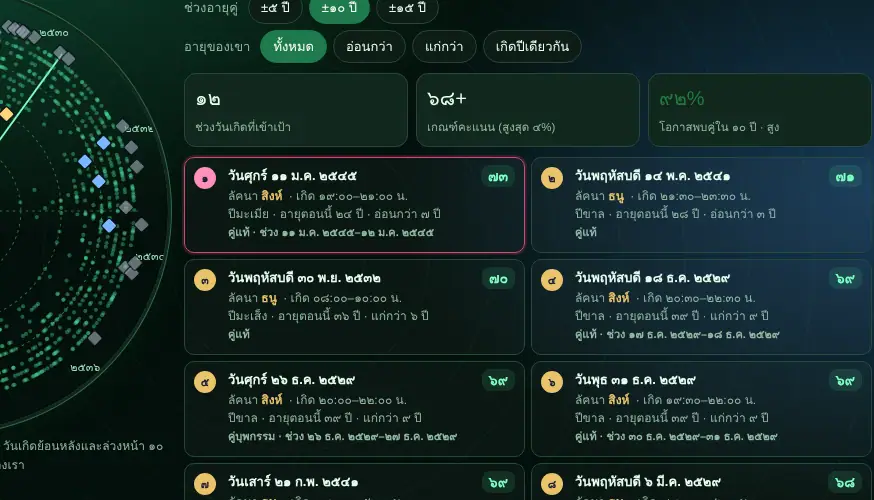 ช่วงอายุคู่ ±๕ ปี ±๑๐ ปี ±๑๕ ปี
อายุของเขา ทั้งหมด อ่อนกว่า แก่กว่า เกิดปีเดียวกัน
๑๒
ช่วงวันเกิดที่เข้าเป้า
๖๘+
เกณฑ์คะแนน (สูงสุด ๔%)
๙๒%
โอกาสพบคู่ใน ๑๐ ปี · สูง
๑ วันศุกร์ ๑๑ ม.ค. ๒๕๔๕ ๗๓
ลัคนา สิงห์ · เกิด ๑๙:๐๐–๒๑:๐๐ น.
ปีมะเมีย · อายุตอนนี้ ๒๔ ปี · อ่อนกว่า ๗ ปี
คู่แท้ · ช่วง ๑๑ ม.ค. ๒๕๔๕–๑๒ ม.ค. ๒๕๔๕
๒ วันพฤหัสบดี ๑๔ พ.ค. ๒๕๔๑ ๗๑
ลัคนา ธนู · เกิด ๒๑:๓๐–๒๓:๓๐ น.
ปีขาล · อายุตอนนี้ ๒๘ ปี · อ่อนกว่า ๓ ปี
คู่แท้
๓ วันพฤหัสบดี ๓๐ พ.ย. ๒๕๓๒ ๗๐
ลัคนา ธนู · เกิด ๐๘:๐๐–๑๐:๐๐ น.
ปีมะเส็ง · อายุตอนนี้ ๓๖ ปี · แก่กว่า ๖ ปี
คู่แท้
๔ วันพฤหัสบดี ๑๘ ธ.ค. ๒๕๒๙ ๖๙
ลัคนา สิงห์ · เกิด ๒๐:๓๐–๒๒:๓๐ น.
ปีขาล · อายุตอนนี้ ๓๙ ปี · แก่กว่า ๙ ปี
คู่แท้ · ช่วง ๑๗ ธ.ค. ๒๕๒๙–๑๘ ธ.ค. ๒๕๒๙
๕ วันศุกร์ ๒๖ ธ.ค. ๒๕๒๙ ๖๙
ลัคนา สิงห์ · เกิด ๒๐:๐๐–๒๒:๐๐ น.
ปีขาล · อายุตอนนี้ ๓๙ ปี · แก่กว่า ๙ ปี
คู่บุพกรรม · ช่วง ๒๖ ธ.ค. ๒๕๒๙–๒๗ ธ.ค. ๒๕๒๙
๖ วันพุธ ๓๑ ธ.ค. ๒๕๒๙ ๖๙
ลัคนา สิงห์ · เกิด ๑๙:๓๐–๒๒:๐๐ น.
ปีขาล · อายุตอนนี้ ๓๙ ปี · แก่กว่า ๙ ปี
คู่แท้ · ช่วง ๓๐ ธ.ค. ๒๕๒๙–๓๑ ธ.ค. ๒๕๒๙
๗ วันเสาร์ ๒๑ ก.พ. ๒๕๔๑ ๖๙
๘ วันพฤหัสบดี ๖ มี.ค. ๒๕๒๙ ๖๘
๒๕๓๐
๒๕๓๖
วันเกิดย้อนหลังและล่วงหน้า ๑๐